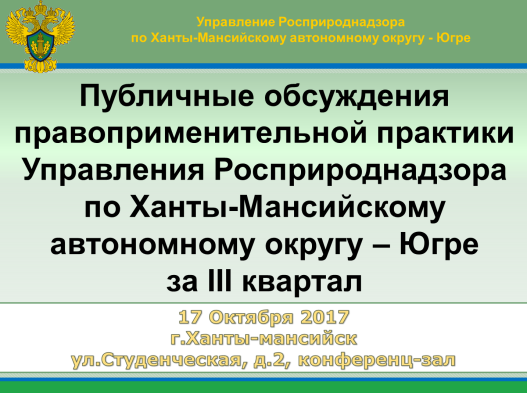 Управление Росприроднадзора
по Ханты-Мансийскому автономному округу - Югре
Публичные обсуждения
правоприменительной практики
Управления Росприроднадзора
по Ханты-Мансийскому
автономному округу – Югре
за III квартал
17 Октября 2017
г.Ханты-мансийск
ул.Студенческая, д.2, конференц-зал